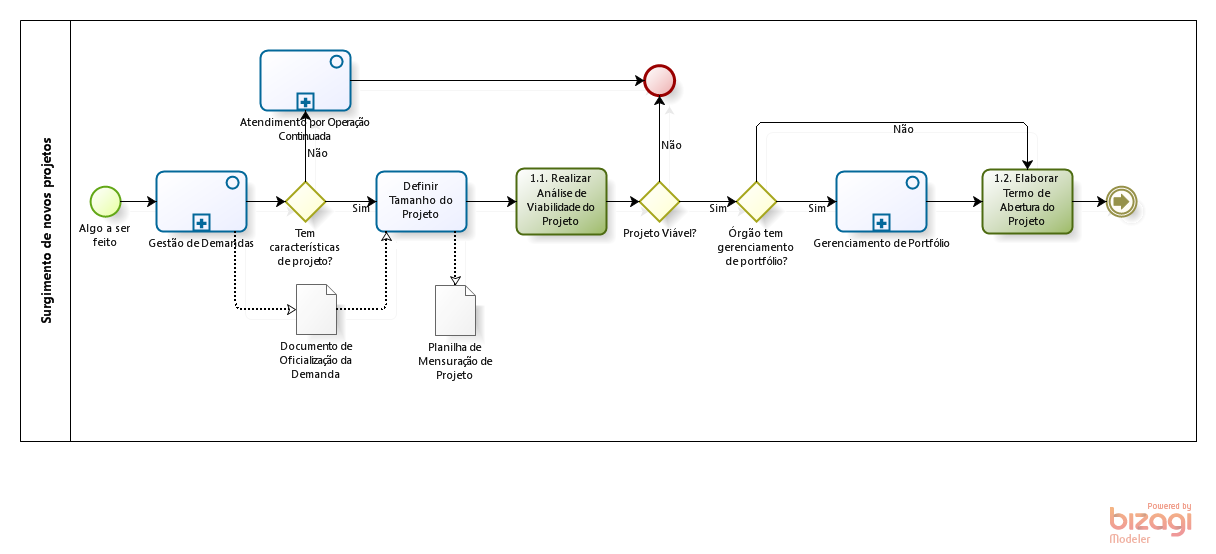 Surgimento de novos projetos
Atendimento por Operação
Continuada
Não
Não
Não
Algo a ser
feito
Gestão de Demandas
Tem
características
de projeto?
Sim
Definir
Tamanho do
Projeto
1.1. Realizar
Análise de
Viabilidade do
Projeto
Projeto Viável?
Sim
Órgão tem
gerenciamento
de portfólio?
Sim
Gerenciamento de Portfólio
1.2. Elaborar
Termo de
Abertura do
Projeto
Documento de
Oficialização da
Demanda
Planilha de
Mensuração de
Projeto
Powered by
bizagi
Modeler